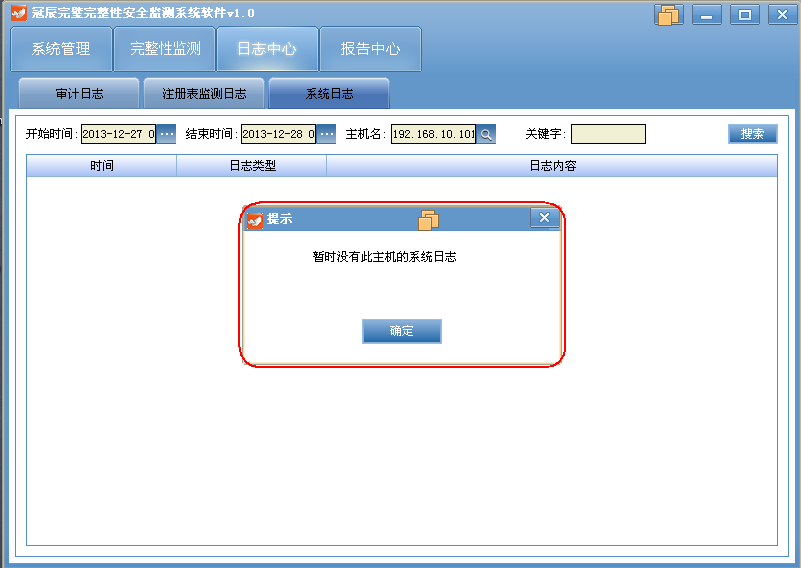 冠辰完璧完整性安全监测系统软件v1.0
系统管理 完整性监测 日志中心 报告中心
审计日志 注册表监测日志 系统日志
开始时间: 2013-12-27 0 ... 结束时间: 2013-12-28 0 ... 主机名: 192.168.10.101 关键字: 搜索
时间 日志类型 日志内容
提示
暂时没有此主机的系统日志
确定